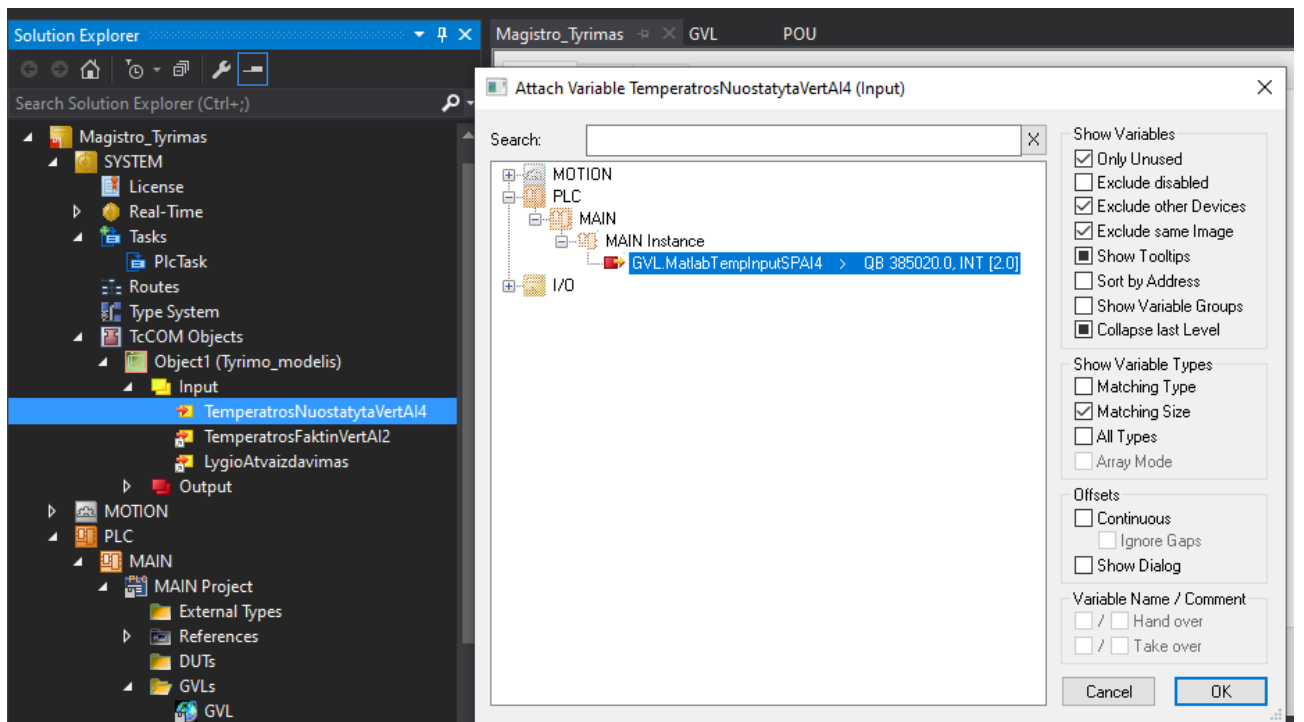 Solution Explorer
Search Solution Explorer (Ctrl+;)
Magistro_Tyrimas
SYSTEM
License
Real-Time
Tasks
PlcTask
Routes
Type System
TcCOM Objects
Object1 (Tyrimo_modelis)
Input
TemperatrosNuostatytaVertAI4
TemperatrosFaktinVertAI2
LygioAtvaizdavimas
Output
MOTION
PLC
MAIN
MAIN Project
External Types
References
DUTs
GVLs
GVL
Magistro_Tyrimas GVL POU
Attach Variable TemperatrosNuostatytaVertAI4 (Input)
Search: X
MOTION
PLC
MAIN
MAIN Instance
GVL.MatlabTempInputSPAI4 > QB 385020.0, INT [2.0]
I/O
Show Variables
Only Unused
Exclude disabled
Exclude other Devices
Exclude same Image
Show Tooltips
Sort by Address
Show Variable Groups
Collapse last Level
Show Variable Types
Matching Type
Matching Size
All Types
Array Mode
Offsets
Continuous
Ignore Gaps
Show Dialog
Variable Name / Comment
/ Hand over
/ Take over
Cancel OK